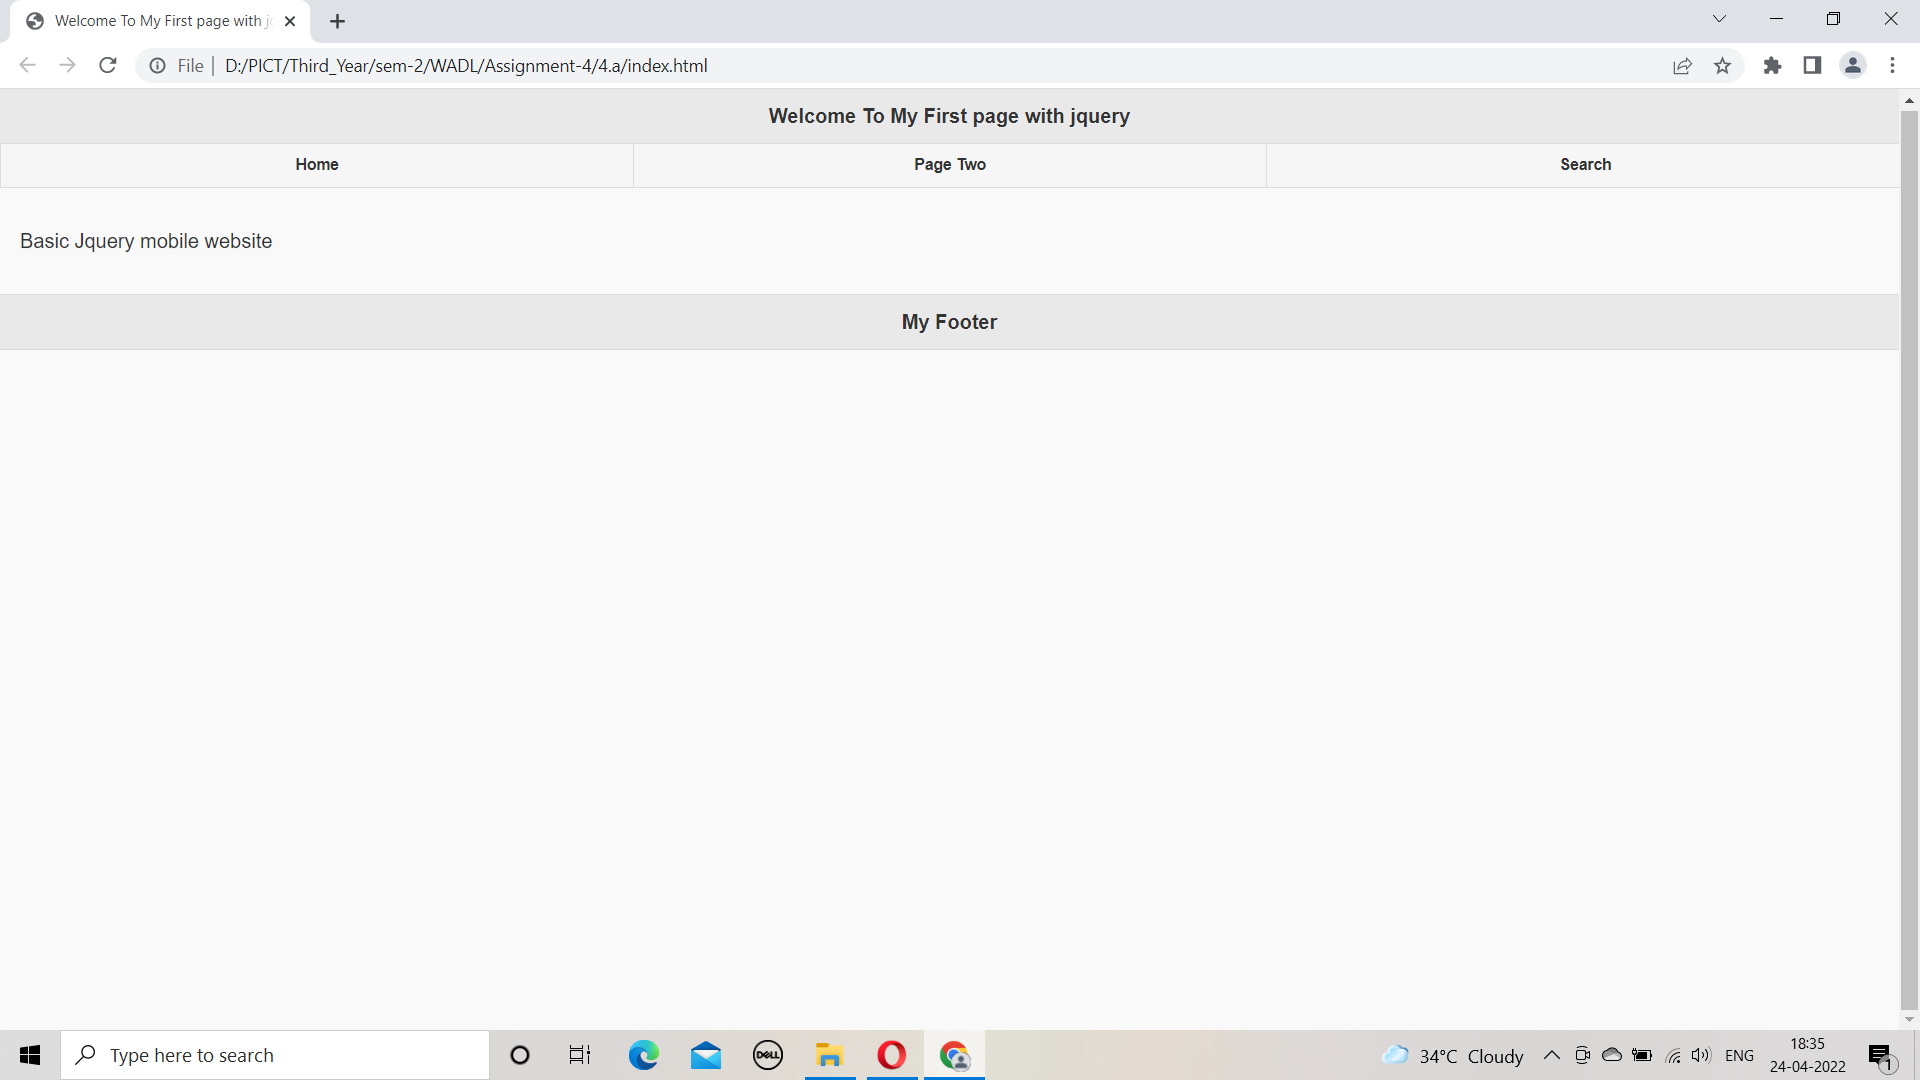 Welcome To My First page with j
File | D:/PICT/Third_Year/sem-2/WADL/Assignment-4/4.a/index.html
Welcome To My First page with jquery
Home Page Two Search
Basic Jquery mobile website
My Footer
Type here to search
DELL
34°C Cloudy
ENG
18:35
24-04-2022
1